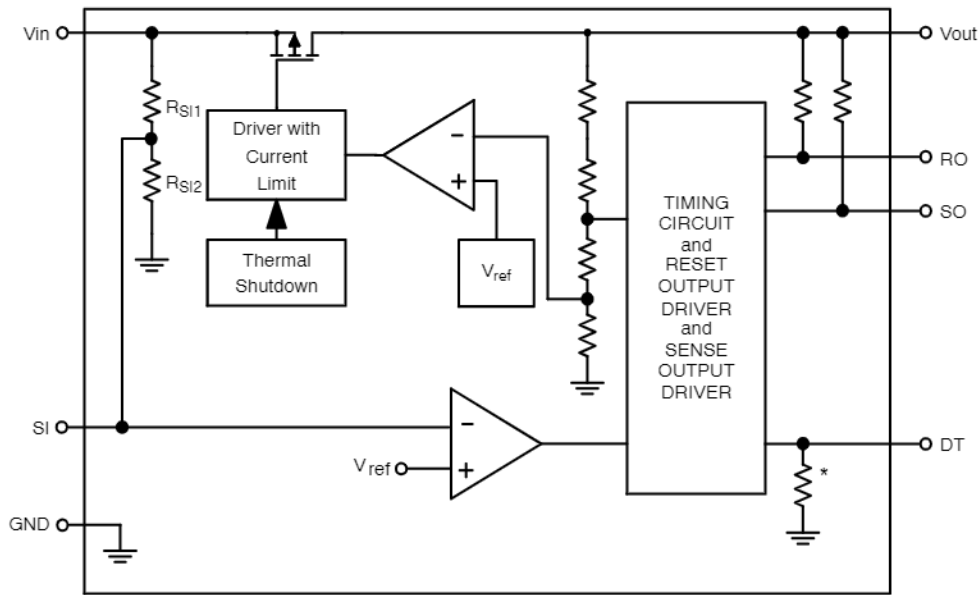 Vin
Vout
RSI1
Driver with
Current
Limit
−
+
RSI2
RO
SO
TIMING
CIRCUIT
and
RESET
OUTPUT
DRIVER
and
SENSE
OUTPUT
DRIVER
Thermal
Shutdown
Vref
SI
−
Vref
+
DT
*
GND